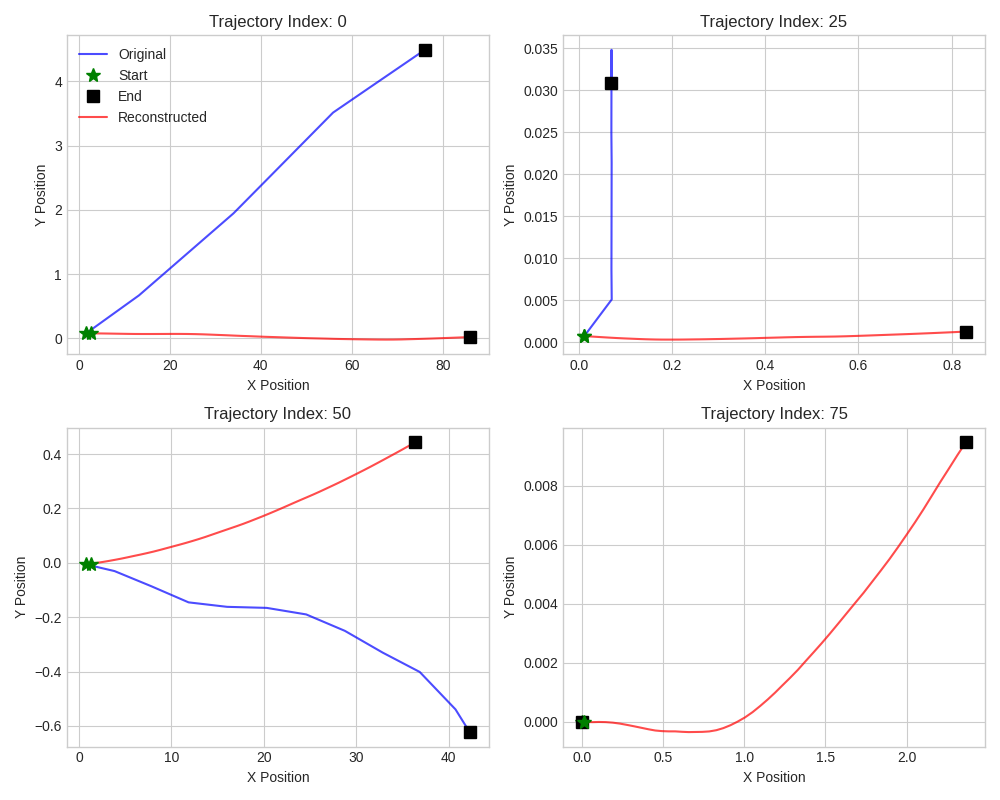 Trajectory Index: 0
Original
Start
End
Reconstructed
4
3
2
1
0
0
20
40
60
80
Y Position
X Position
Trajectory Index: 25
0.035
0.030
0.025
0.020
0.015
0.010
0.005
0.000
0.0
0.2
0.4
0.6
0.8
Y Position
X Position
Trajectory Index: 50
0.4
0.2
0.0
−0.2
−0.4
−0.6
0
10
20
30
40
Y Position
X Position
Trajectory Index: 75
0.008
0.006
0.004
0.002
0.000
0.0
0.5
1.0
1.5
2.0
Y Position
X Position